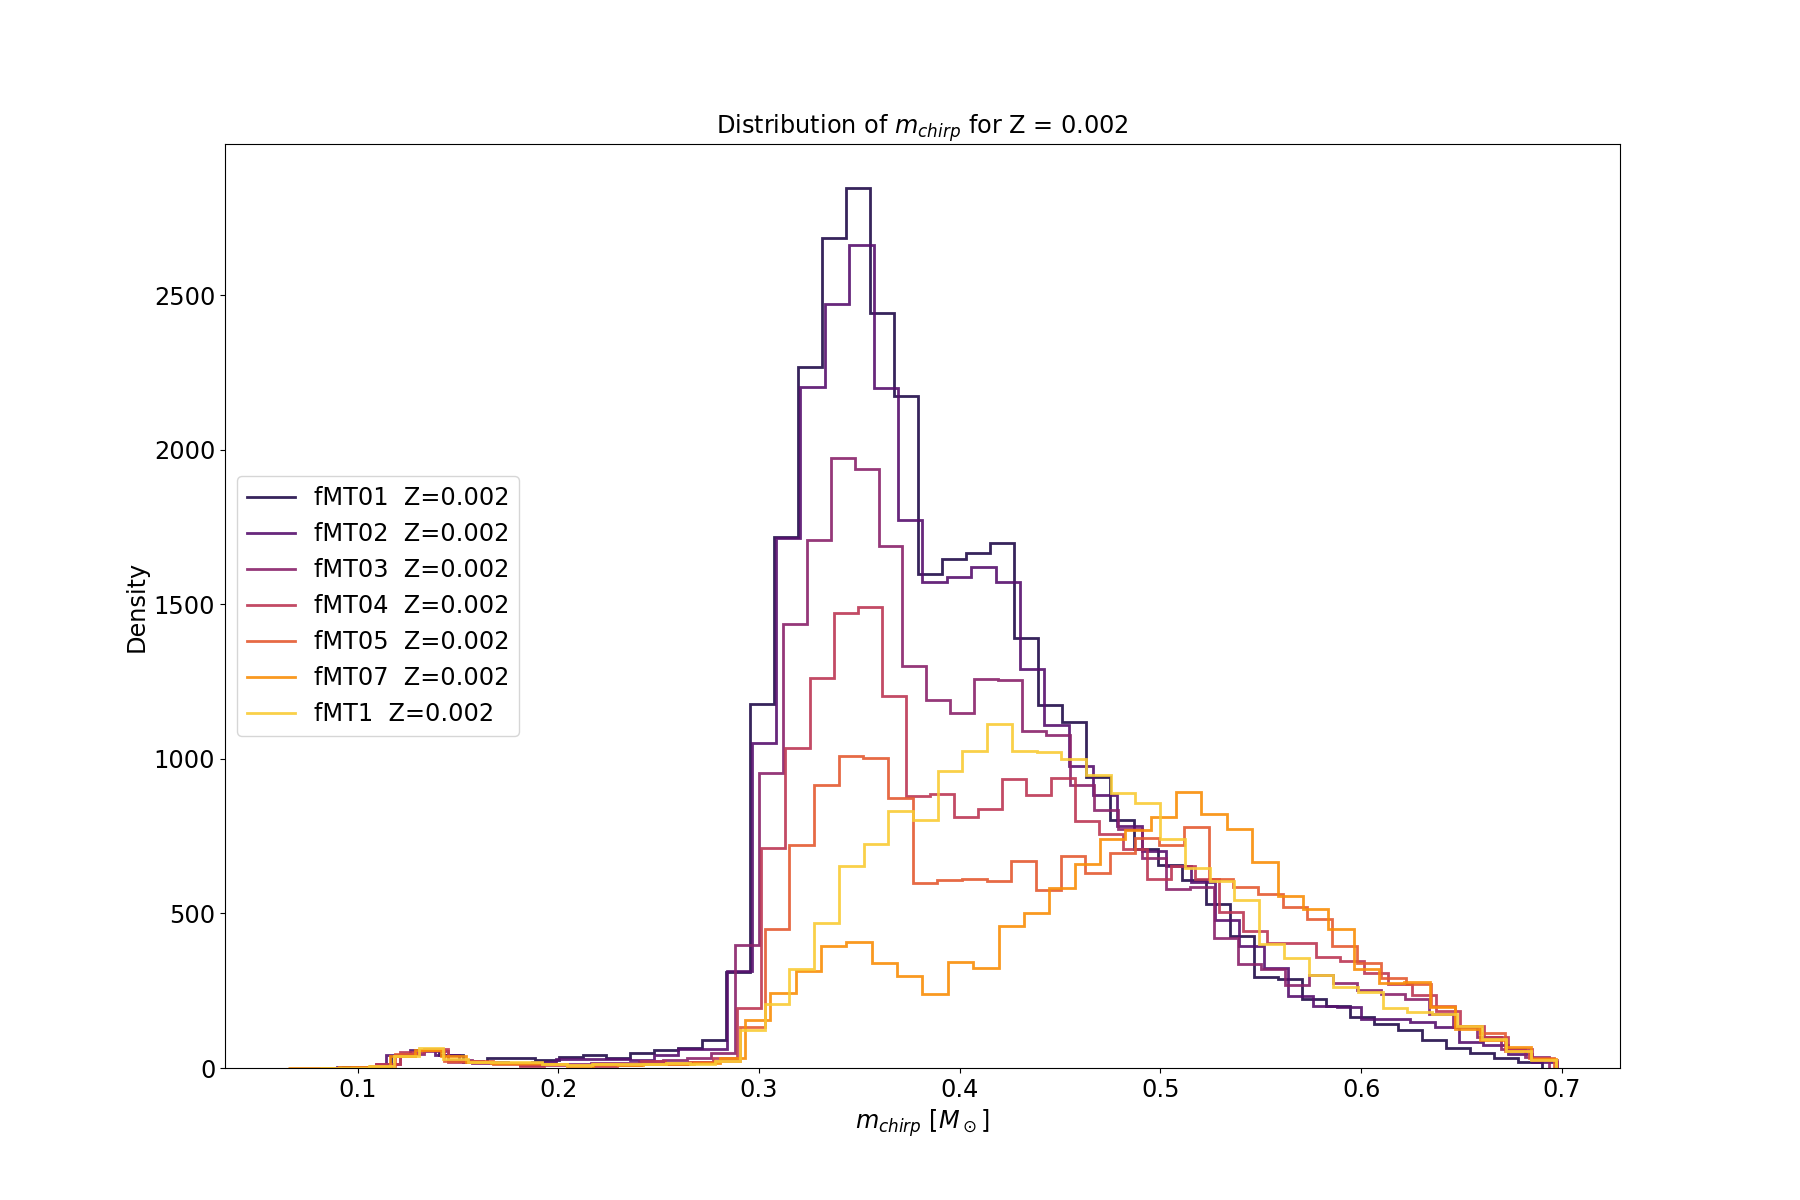 Distribution of m_chirp for Z = 0.002
2500
2000
1500
1000
500
0
Density
fMT01 Z=0.002
fMT02 Z=0.002
fMT03 Z=0.002
fMT04 Z=0.002
fMT05 Z=0.002
fMT07 Z=0.002
fMT1 Z=0.002
0.1 0.2 0.3 0.4 0.5 0.6 0.7
m_chirp [M_⊙]